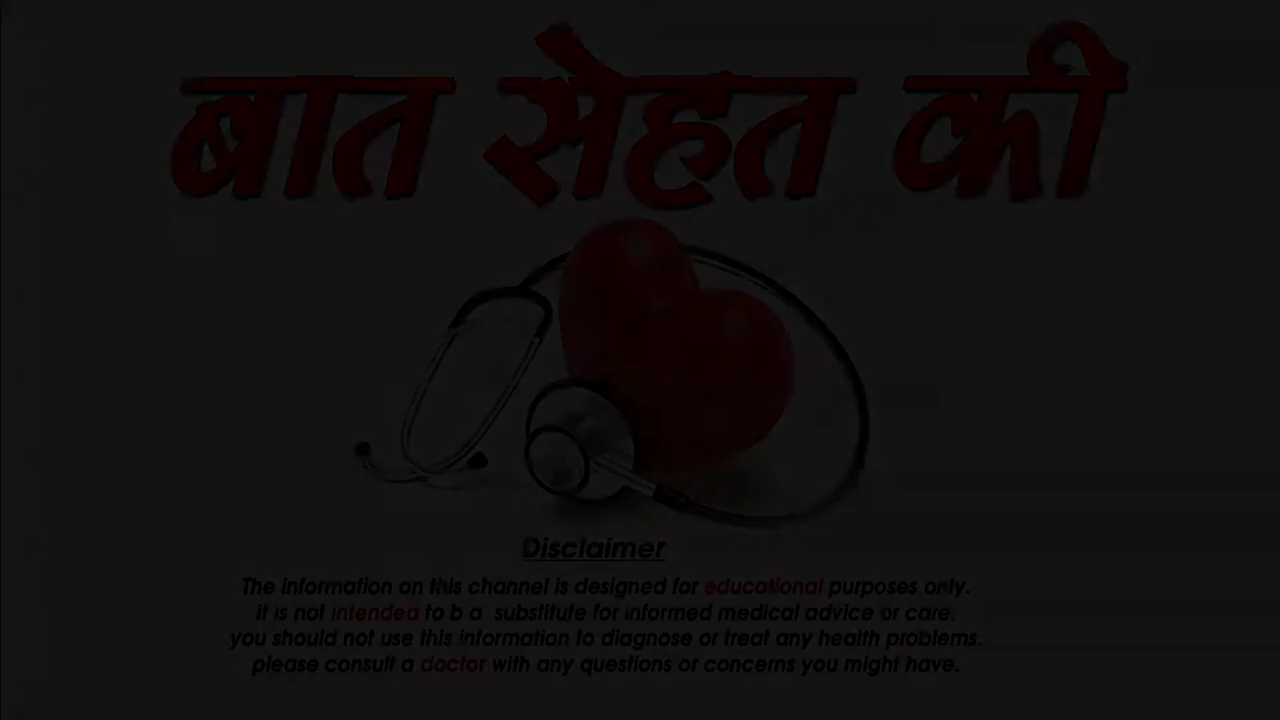 बात सेहत की
Disclaimer
The information on this channel is designed for educational purposes only.
it is not intended to b a substitute for informed medical advice or care.
you should not use this information to diagnose or treat any health problems.
please consult a doctor with any questions or concerns you might have.